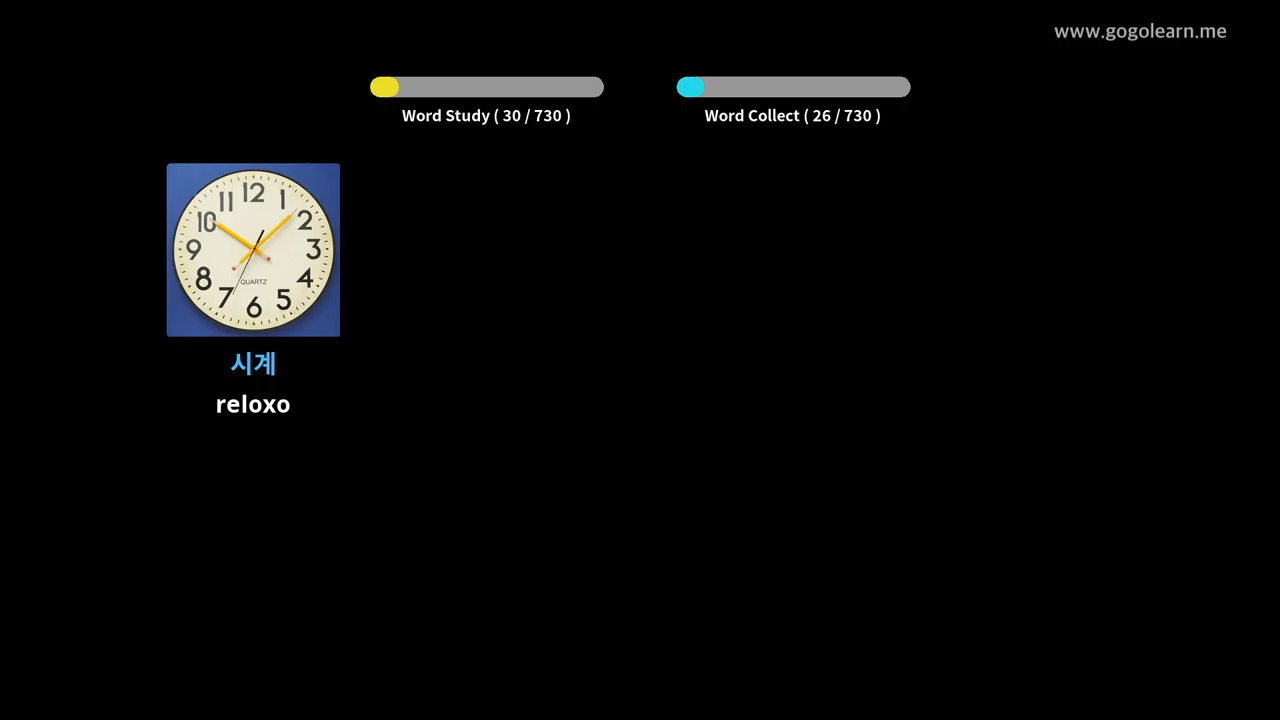 www.gogolearn.me
Word Study ( 30 / 730 )
Word Collect ( 26 / 730 )
12
11 1
10 2
9 3
8 4
QUARTZ
7 5
6
시계
reloxo